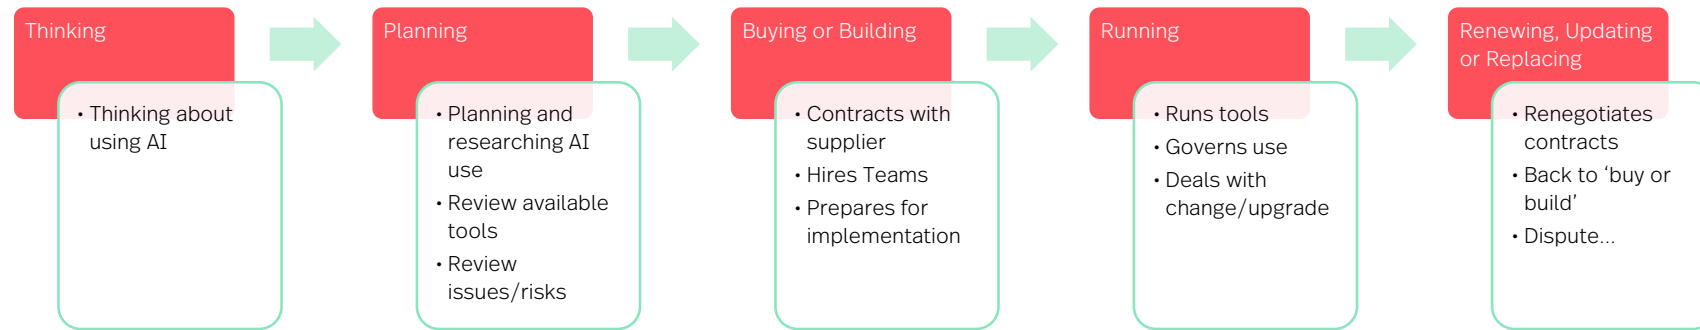 Thinking
• Thinking about
using AI
Planning
• Planning and
researching AI
use
• Review available
tools
• Review
issues/risks
Buying or Building
• Contracts with
supplier
• Hires Teams
• Prepares for
implementation
Running
• Runs tools
• Governs use
• Deals with
change/upgrade
Renewing, Updating
or Replacing
• Renegotiates
contracts
• Back to ‘buy or
build’
• Dispute...